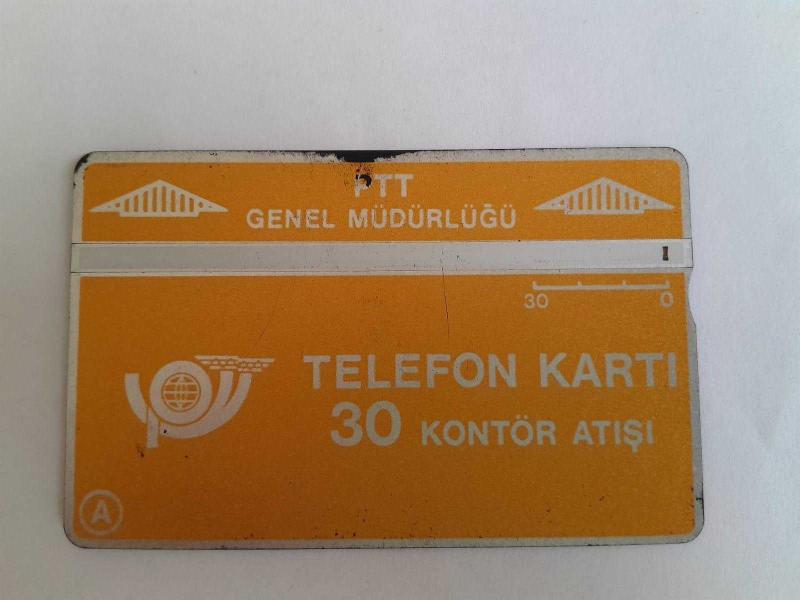 PTT
GENEL MÜDÜRLÜĞÜ
30 0
TELEFON KARTI
30 KONTÖR ATIŞI
A